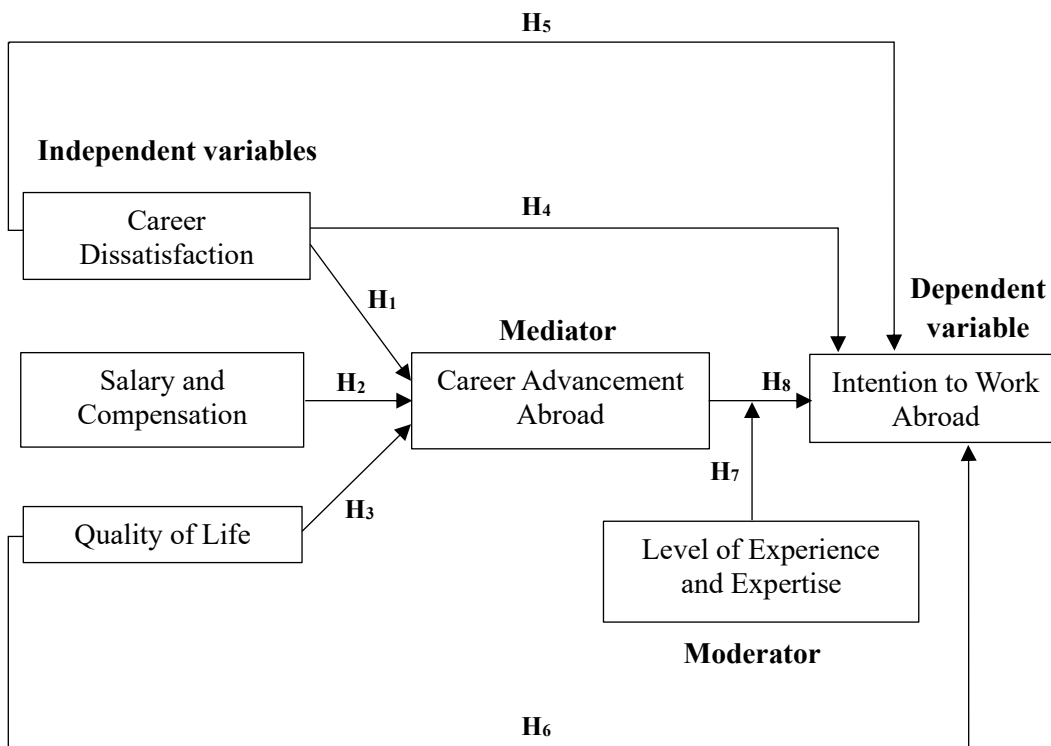 H5
Independent variables
Career
Dissatisfaction
H4
H1
Dependent
variable
Mediator
Salary and
Compensation
H2
Career Advancement
Abroad
H8
Intention to Work
Abroad
H7
H3
Quality of Life
Level of Experience
and Expertise
Moderator
H6